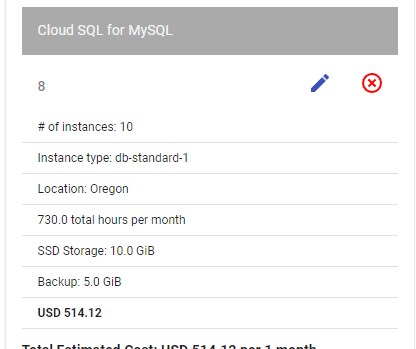 Cloud SQL for MySQL
8
# of instances: 10
Instance type: db-standard-1
Location: Oregon
730.0 total hours per month
SSD Storage: 10.0 GiB
Backup: 5.0 GiB
USD 514.12
Total Estimated Cost: USD 514.12 per 1 month